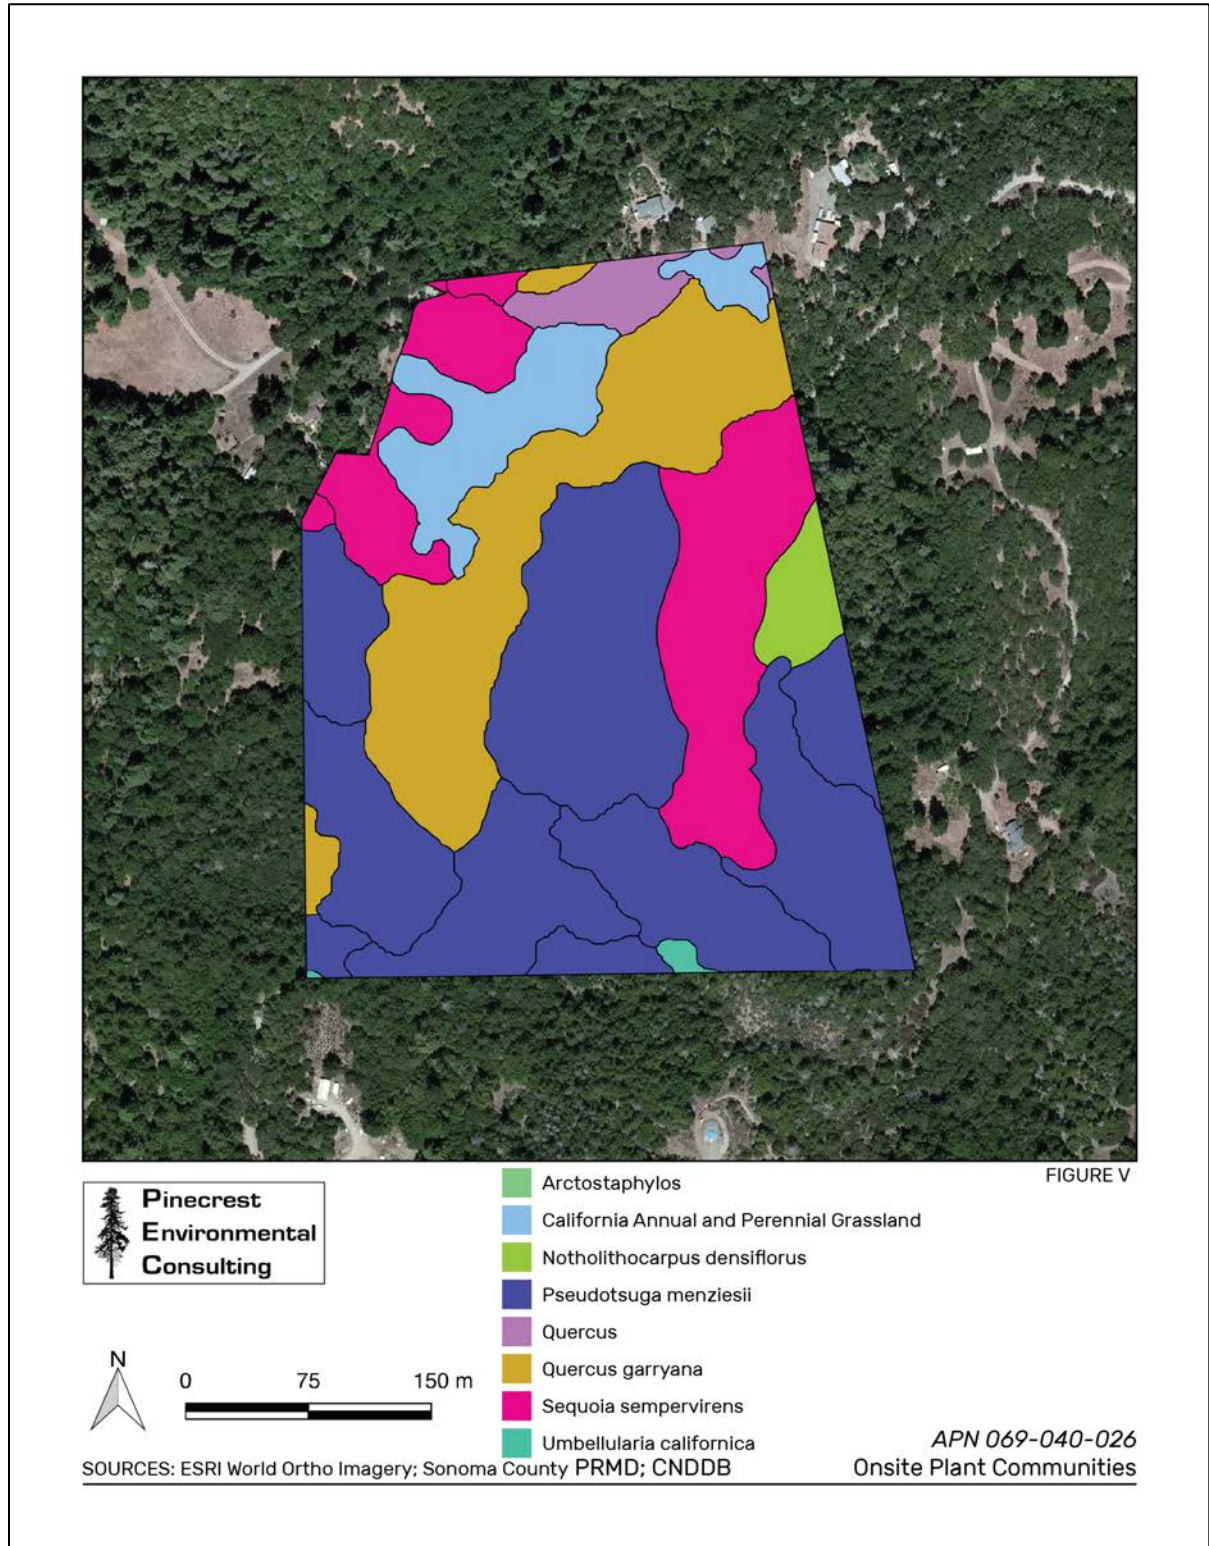 FIGURE V
Pinecrest
Environmental
Consulting
Arctostaphylos
California Annual and Perennial Grassland
Notholithocarpus densiflorus
Pseudotsuga menziesii
Quercus
Quercus garryana
Sequoia sempervirens
Umbellularia californica
N
0 75 150 m
APN 069-040-026
SOURCES: ESRI World Ortho Imagery; Sonoma County PRMD; CNDDB
Onsite Plant Communities